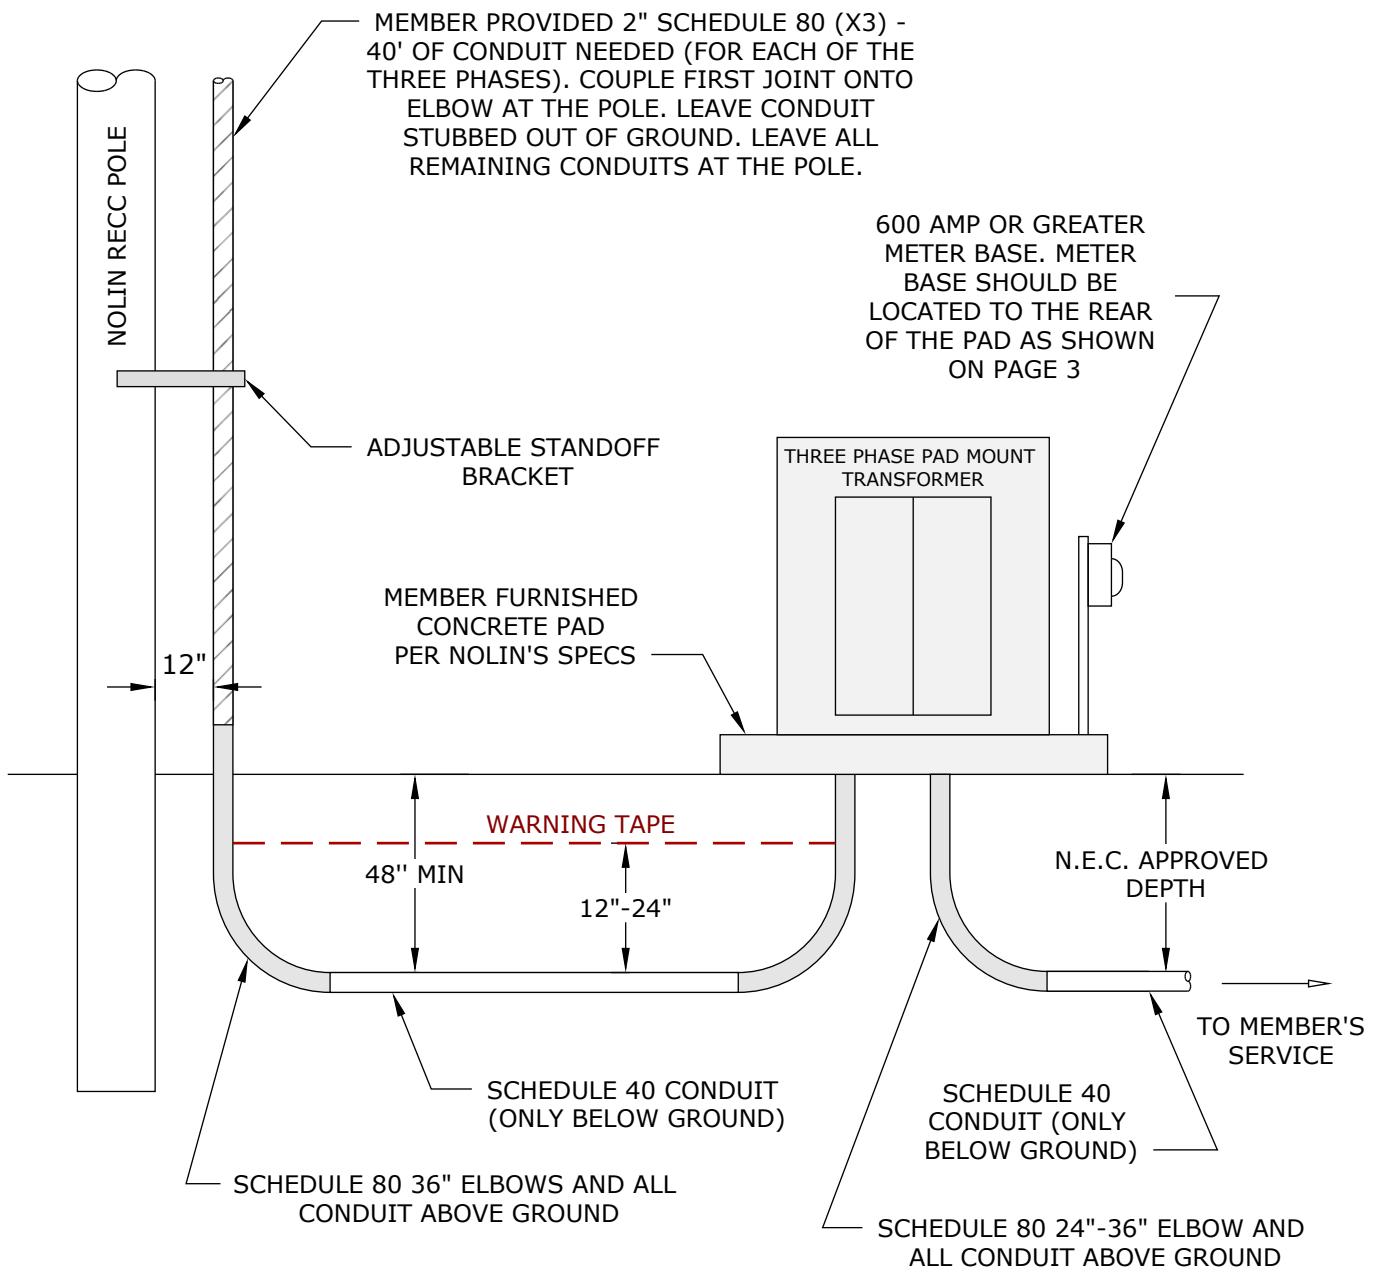 MEMBER PROVIDED 2" SCHEDULE 80 (X3) -
40' OF CONDUIT NEEDED (FOR EACH OF THE
THREE PHASES). COUPLE FIRST JOINT ONTO
ELBOW AT THE POLE. LEAVE CONDUIT
STUBBED OUT OF GROUND. LEAVE ALL
REMAINING CONDUITS AT THE POLE.
NOLIN RECC POLE
600 AMP OR GREATER
METER BASE. METER
BASE SHOULD BE
LOCATED TO THE REAR
OF THE PAD AS SHOWN
ON PAGE 3
ADJUSTABLE STANDOFF
BRACKET
THREE PHASE PAD MOUNT
TRANSFORMER
MEMBER FURNISHED
CONCRETE PAD
PER NOLIN'S SPECS
12"
WARNING TAPE
48'' MIN
12"-24"
N.E.C. APPROVED
DEPTH
TO MEMBER'S
SERVICE
SCHEDULE 40 CONDUIT
(ONLY BELOW GROUND)
SCHEDULE 40
CONDUIT (ONLY
BELOW GROUND)
SCHEDULE 80 36" ELBOWS AND ALL
CONDUIT ABOVE GROUND
SCHEDULE 80 24"-36" ELBOW AND
ALL CONDUIT ABOVE GROUND